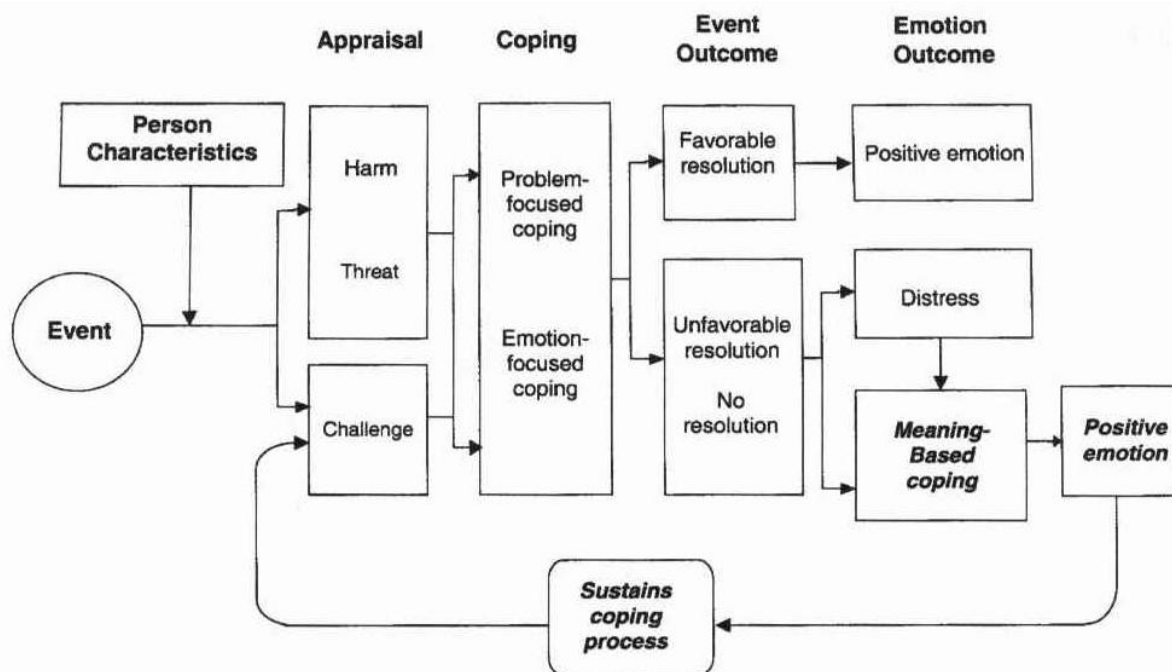 Appraisal
Coping
Event
Outcome
Emotion
Outcome
Person
Characteristics
Event
Harm
Threat
Challenge
Problem-
focused
coping
Emotion-
focused
coping
Favorable
resolution
Unfavorable
resolution
No
resolution
Positive emotion
Distress
Meaning-
Based
coping
Positive
emotion
Sustains
coping
process